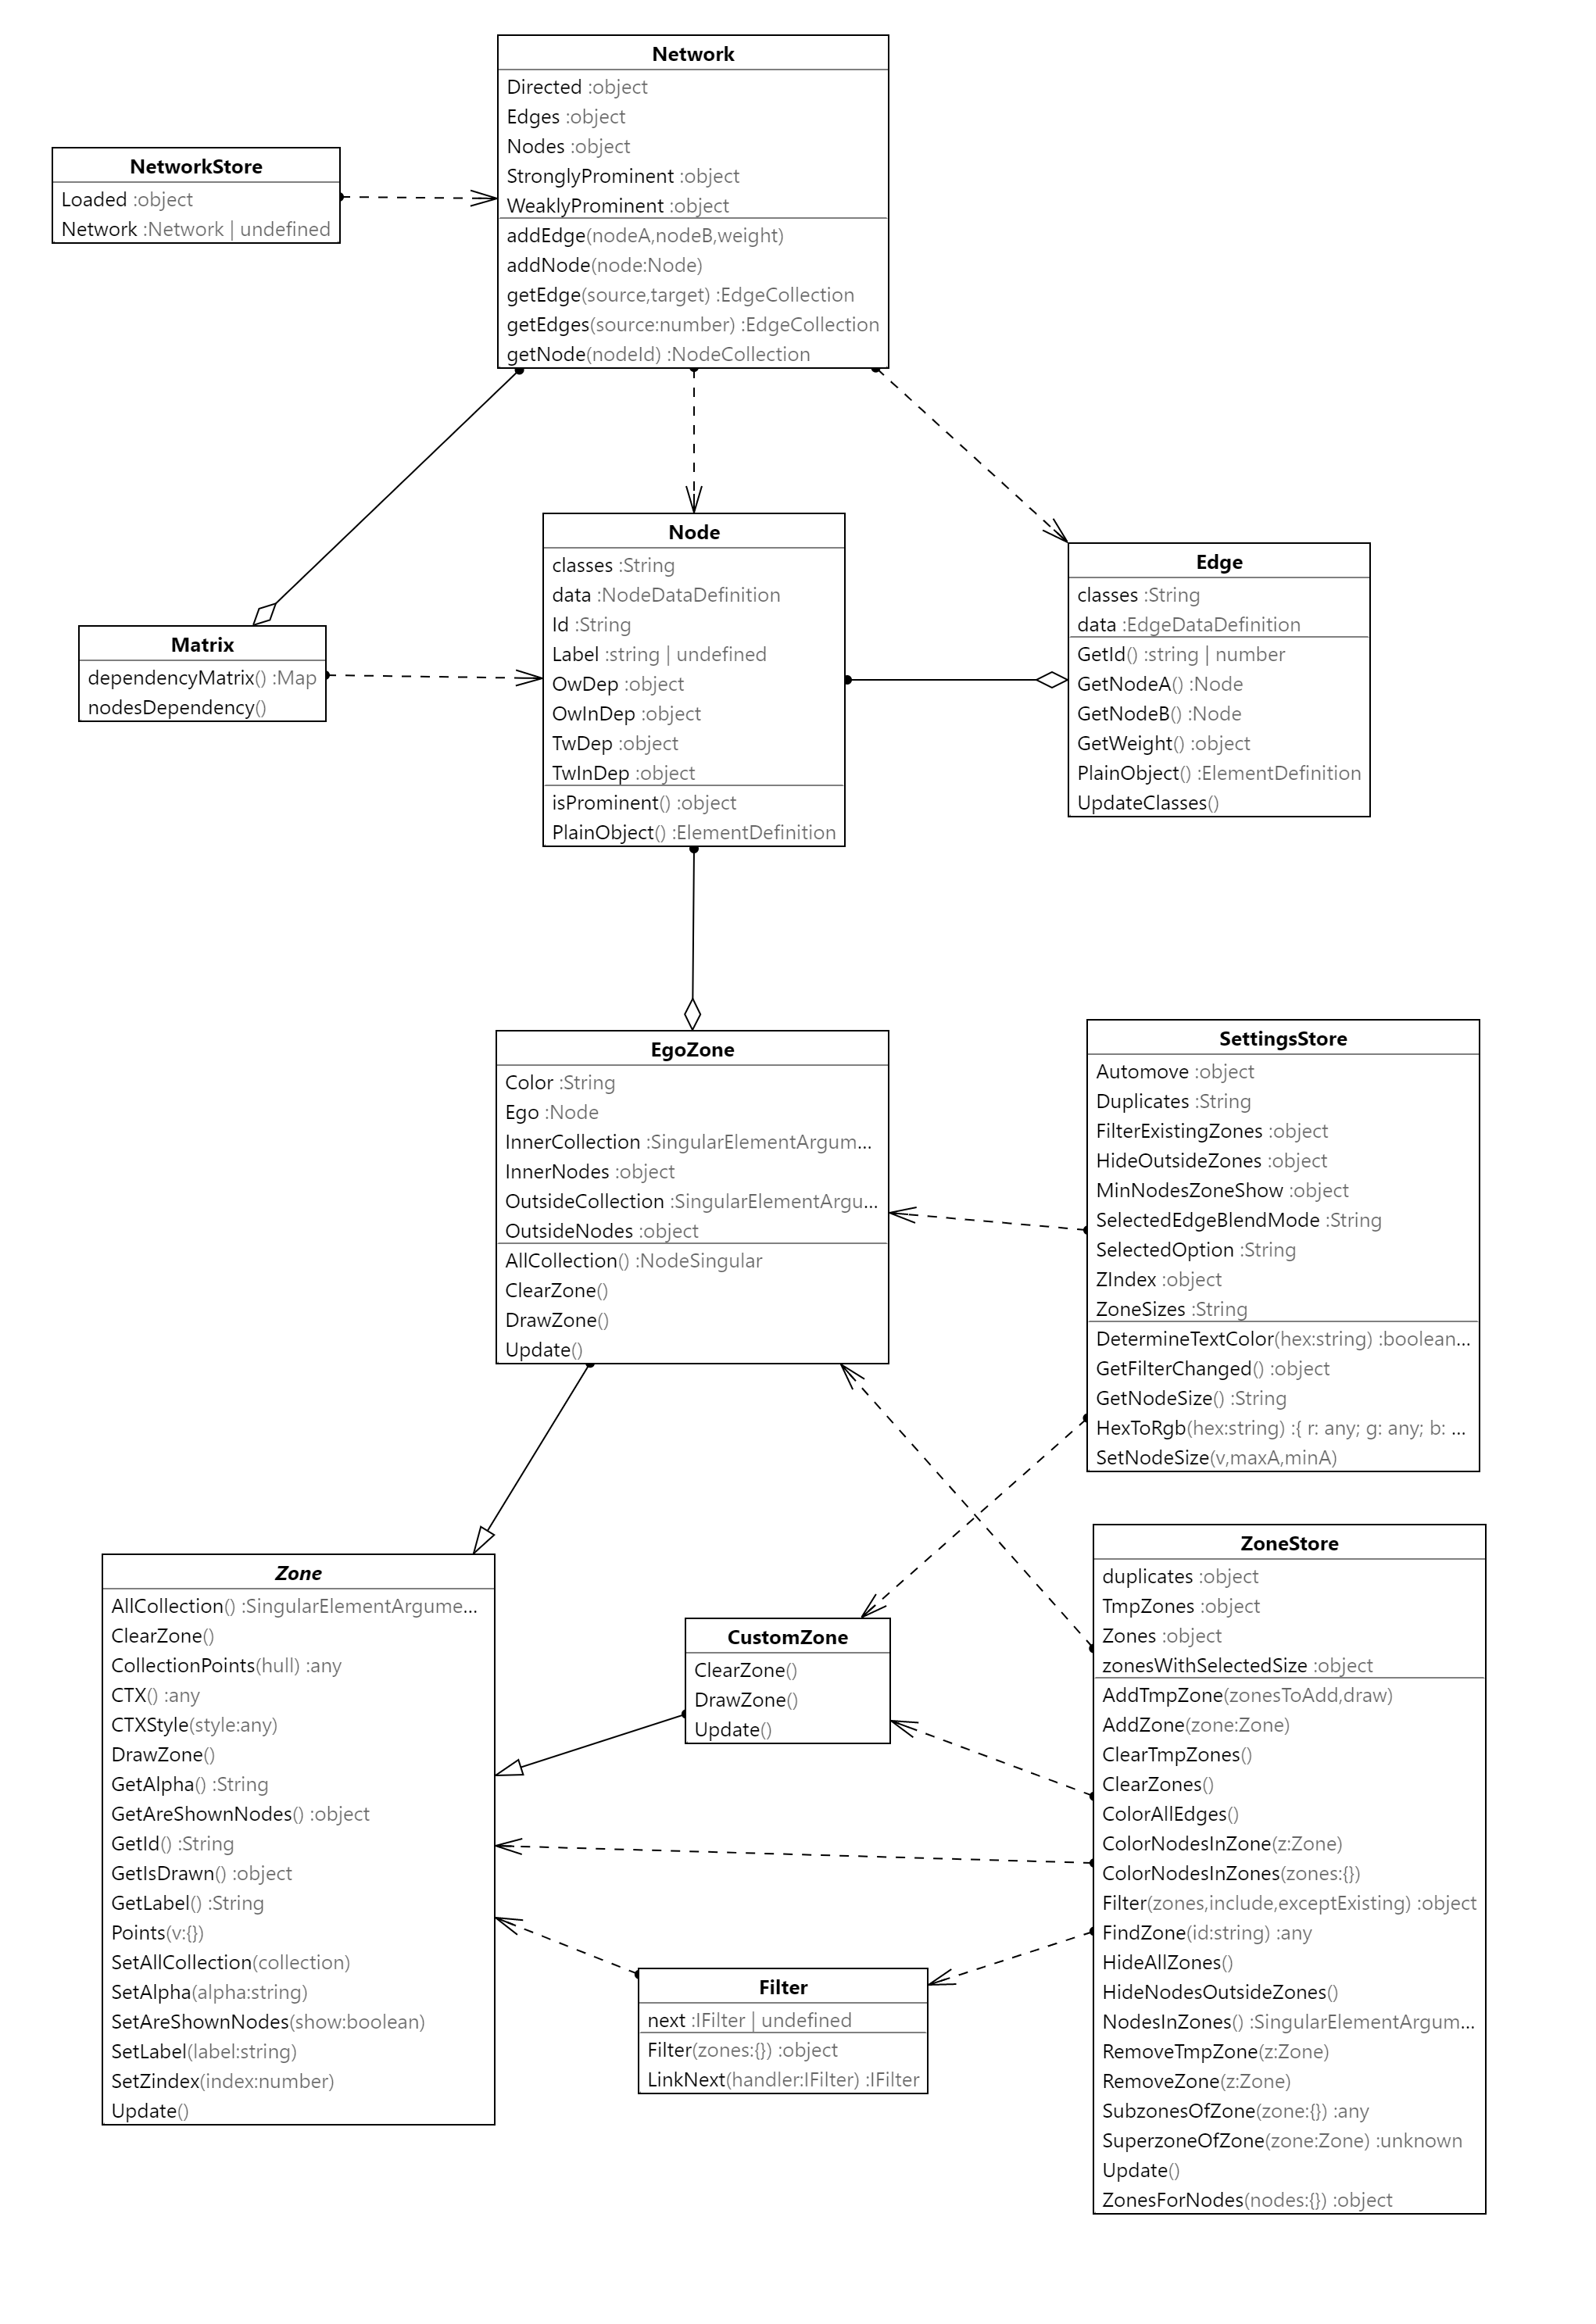 Network
Directed :object
Edges :object
Nodes :object
StronglyProminent :object
WeaklyProminent :object
addEdge(nodeA,nodeB,weight)
addNode(node:Node)
getEdge(source,target) :EdgeCollection
getEdges(source:number) :EdgeCollection
getNode(nodeId) :NodeCollection
NetworkStore
Loaded :object
Network :Network | undefined
Node
classes :String
data :NodeDataDefinition
Id :String
Label :string | undefined
OwDep :object
OwInDep :object
TwDep :object
TwInDep :object
isProminent() :object
PlainObject() :ElementDefinition
Edge
classes :String
data :EdgeDataDefinition
GetId() :string | number
GetNodeA() :Node
GetNodeB() :Node
GetWeight() :object
PlainObject() :ElementDefinition
UpdateClasses()
Matrix
dependencyMatrix() :Map
nodesDependency()
EgoZone
Color :String
Ego :Node
InnerCollection :SingularElementArgum...
InnerNodes :object
OutsideCollection :SingularElementArgu...
OutsideNodes :object
AllCollection() :NodeSingular
ClearZone()
DrawZone()
Update()
SettingsStore
Automove :object
Duplicates :String
FilterExistingZones :object
HideOutsideZones :object
MinNodesZoneShow :object
SelectedEdgeBlendMode :String
SelectedOption :String
ZIndex :object
ZoneSizes :String
DetermineTextColor(hex:string) :boolean...
GetFilterChanged() :object
GetNodeSize() :String
HexToRgb(hex:string) :{ r: any; g: any; b: ...
SetNodeSize(v,maxA,minA)
Zone
AllCollection() :SingularElementArgume...
ClearZone()
CollectionPoints(hull) :any
CTX() :any
CTXStyle(style:any)
DrawZone()
GetAlpha() :String
GetAreShownNodes() :object
GetId() :String
GetIsDrawn() :object
GetLabel() :String
Points(v:{})
SetAllCollection(collection)
SetAlpha(alpha:string)
SetAreShownNodes(show:boolean)
SetLabel(label:string)
SetZindex(index:number)
Update()
CustomZone
ClearZone()
DrawZone()
Update()
Filter
next :IFilter | undefined
Filter(zones:{}) :object
LinkNext(handler:IFilter) :IFilter
ZoneStore
duplicates :object
TmpZones :object
Zones :object
zonesWithSelectedSize :object
AddTmpZone(zonesToAdd,draw)
AddZone(zone:Zone)
ClearTmpZones()
ClearZones()
ColorAllEdges()
ColorNodesInZone(z:Zone)
ColorNodesInZones(zones:{})
Filter(zones,include,exceptExisting) :object
FindZone(id:string) :any
HideAllZones()
HideNodesOutsideZones()
NodesInZones() :SingularElementArgum...
RemoveTmpZone(z:Zone)
RemoveZone(z:Zone)
SubzonesOfZone(zone:{}) :any
SuperzoneOfZone(zone:Zone) :unknown
Update()
ZonesForNodes(nodes:{}) :object